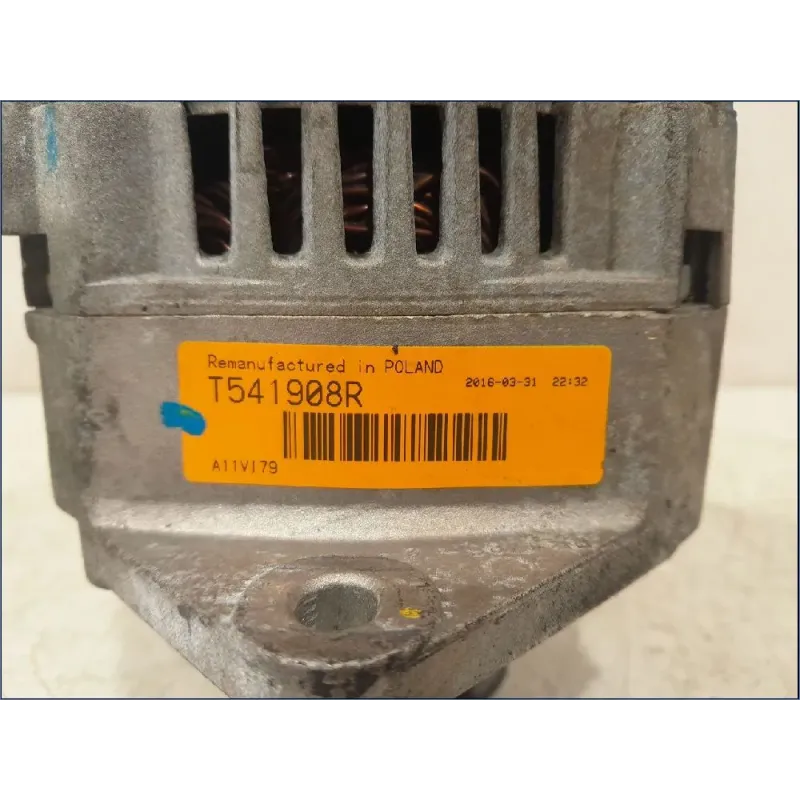 Remanufactured in POLAND
T541908R 2016-03-31 22:32
A11VI79